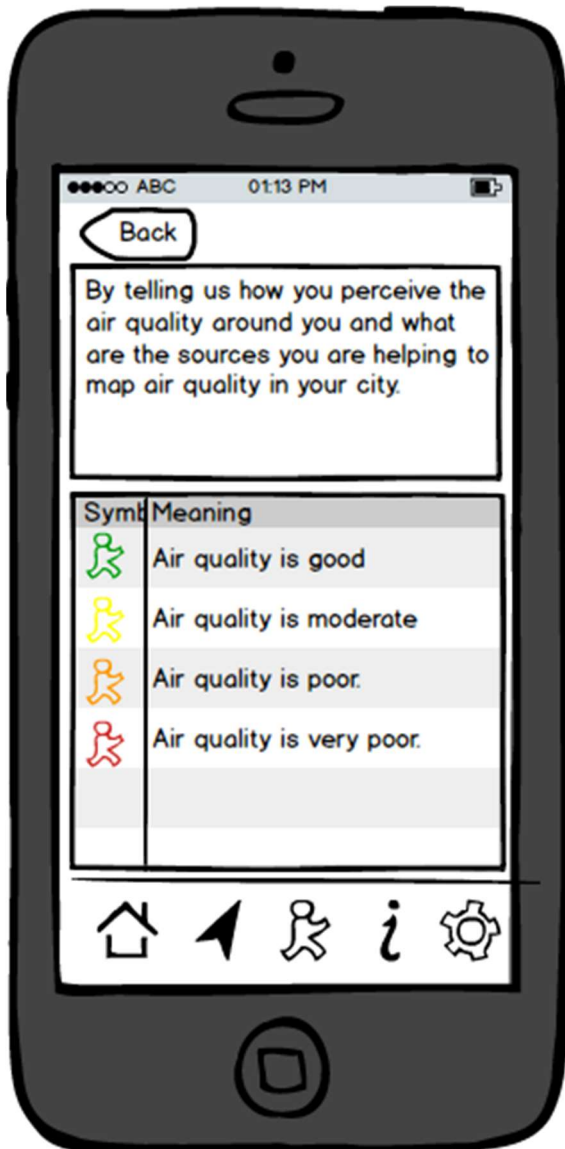 ABC 01:13 PM
Back
By telling us how you perceive the
air quality around you and what
are the sources you are helping to
map air quality in your city.
Symb Meaning
Air quality is good
Air quality is moderate
Air quality is poor.
Air quality is very poor.
i